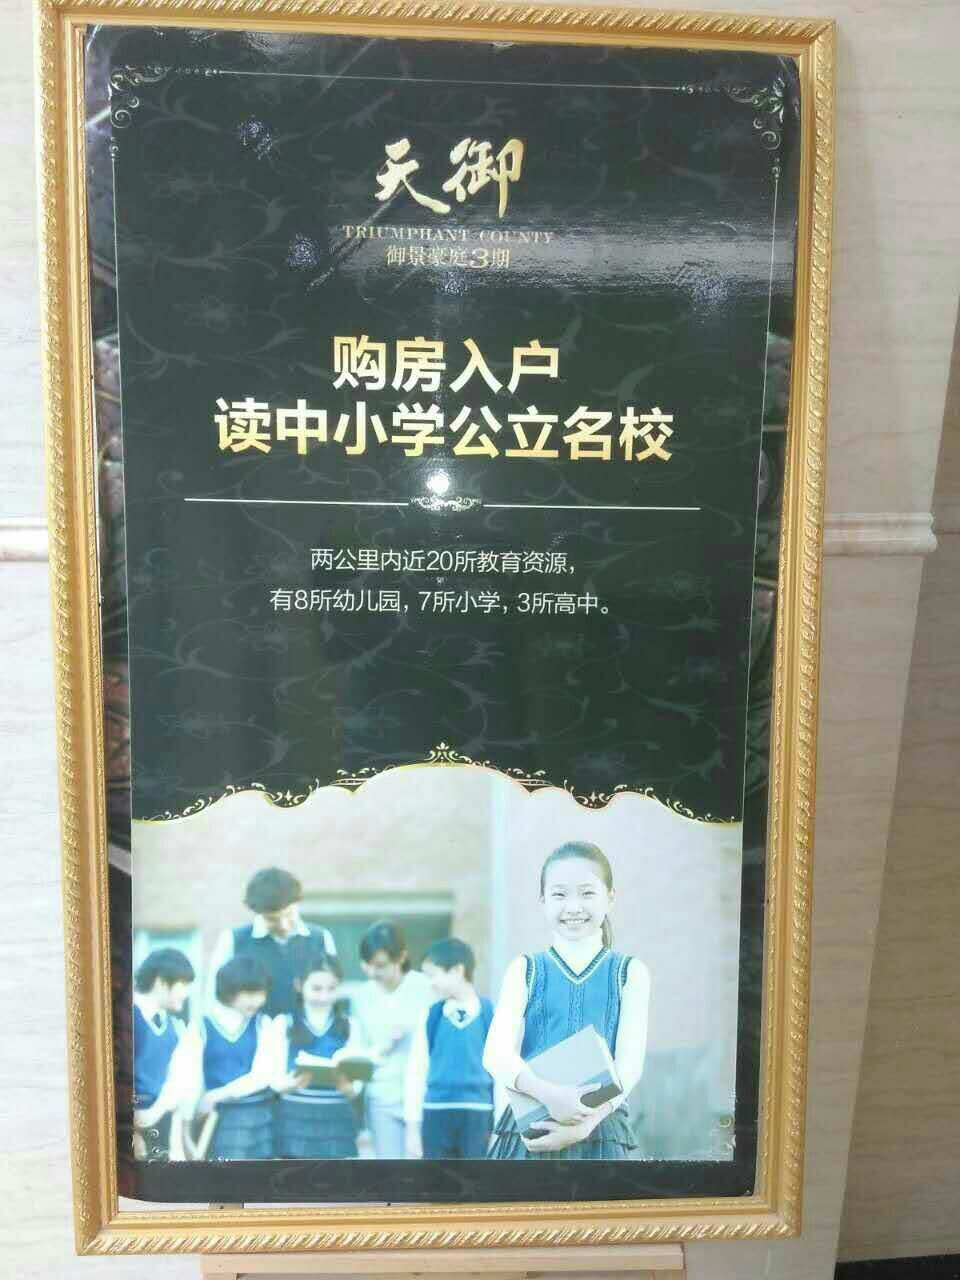 天御
TRIUMPHANT COUNTY
御景豪庭3期
购房入户
读中小学公立名校
两公里内近20所教育资源，
有8所幼儿园，7所小学，3所高中。